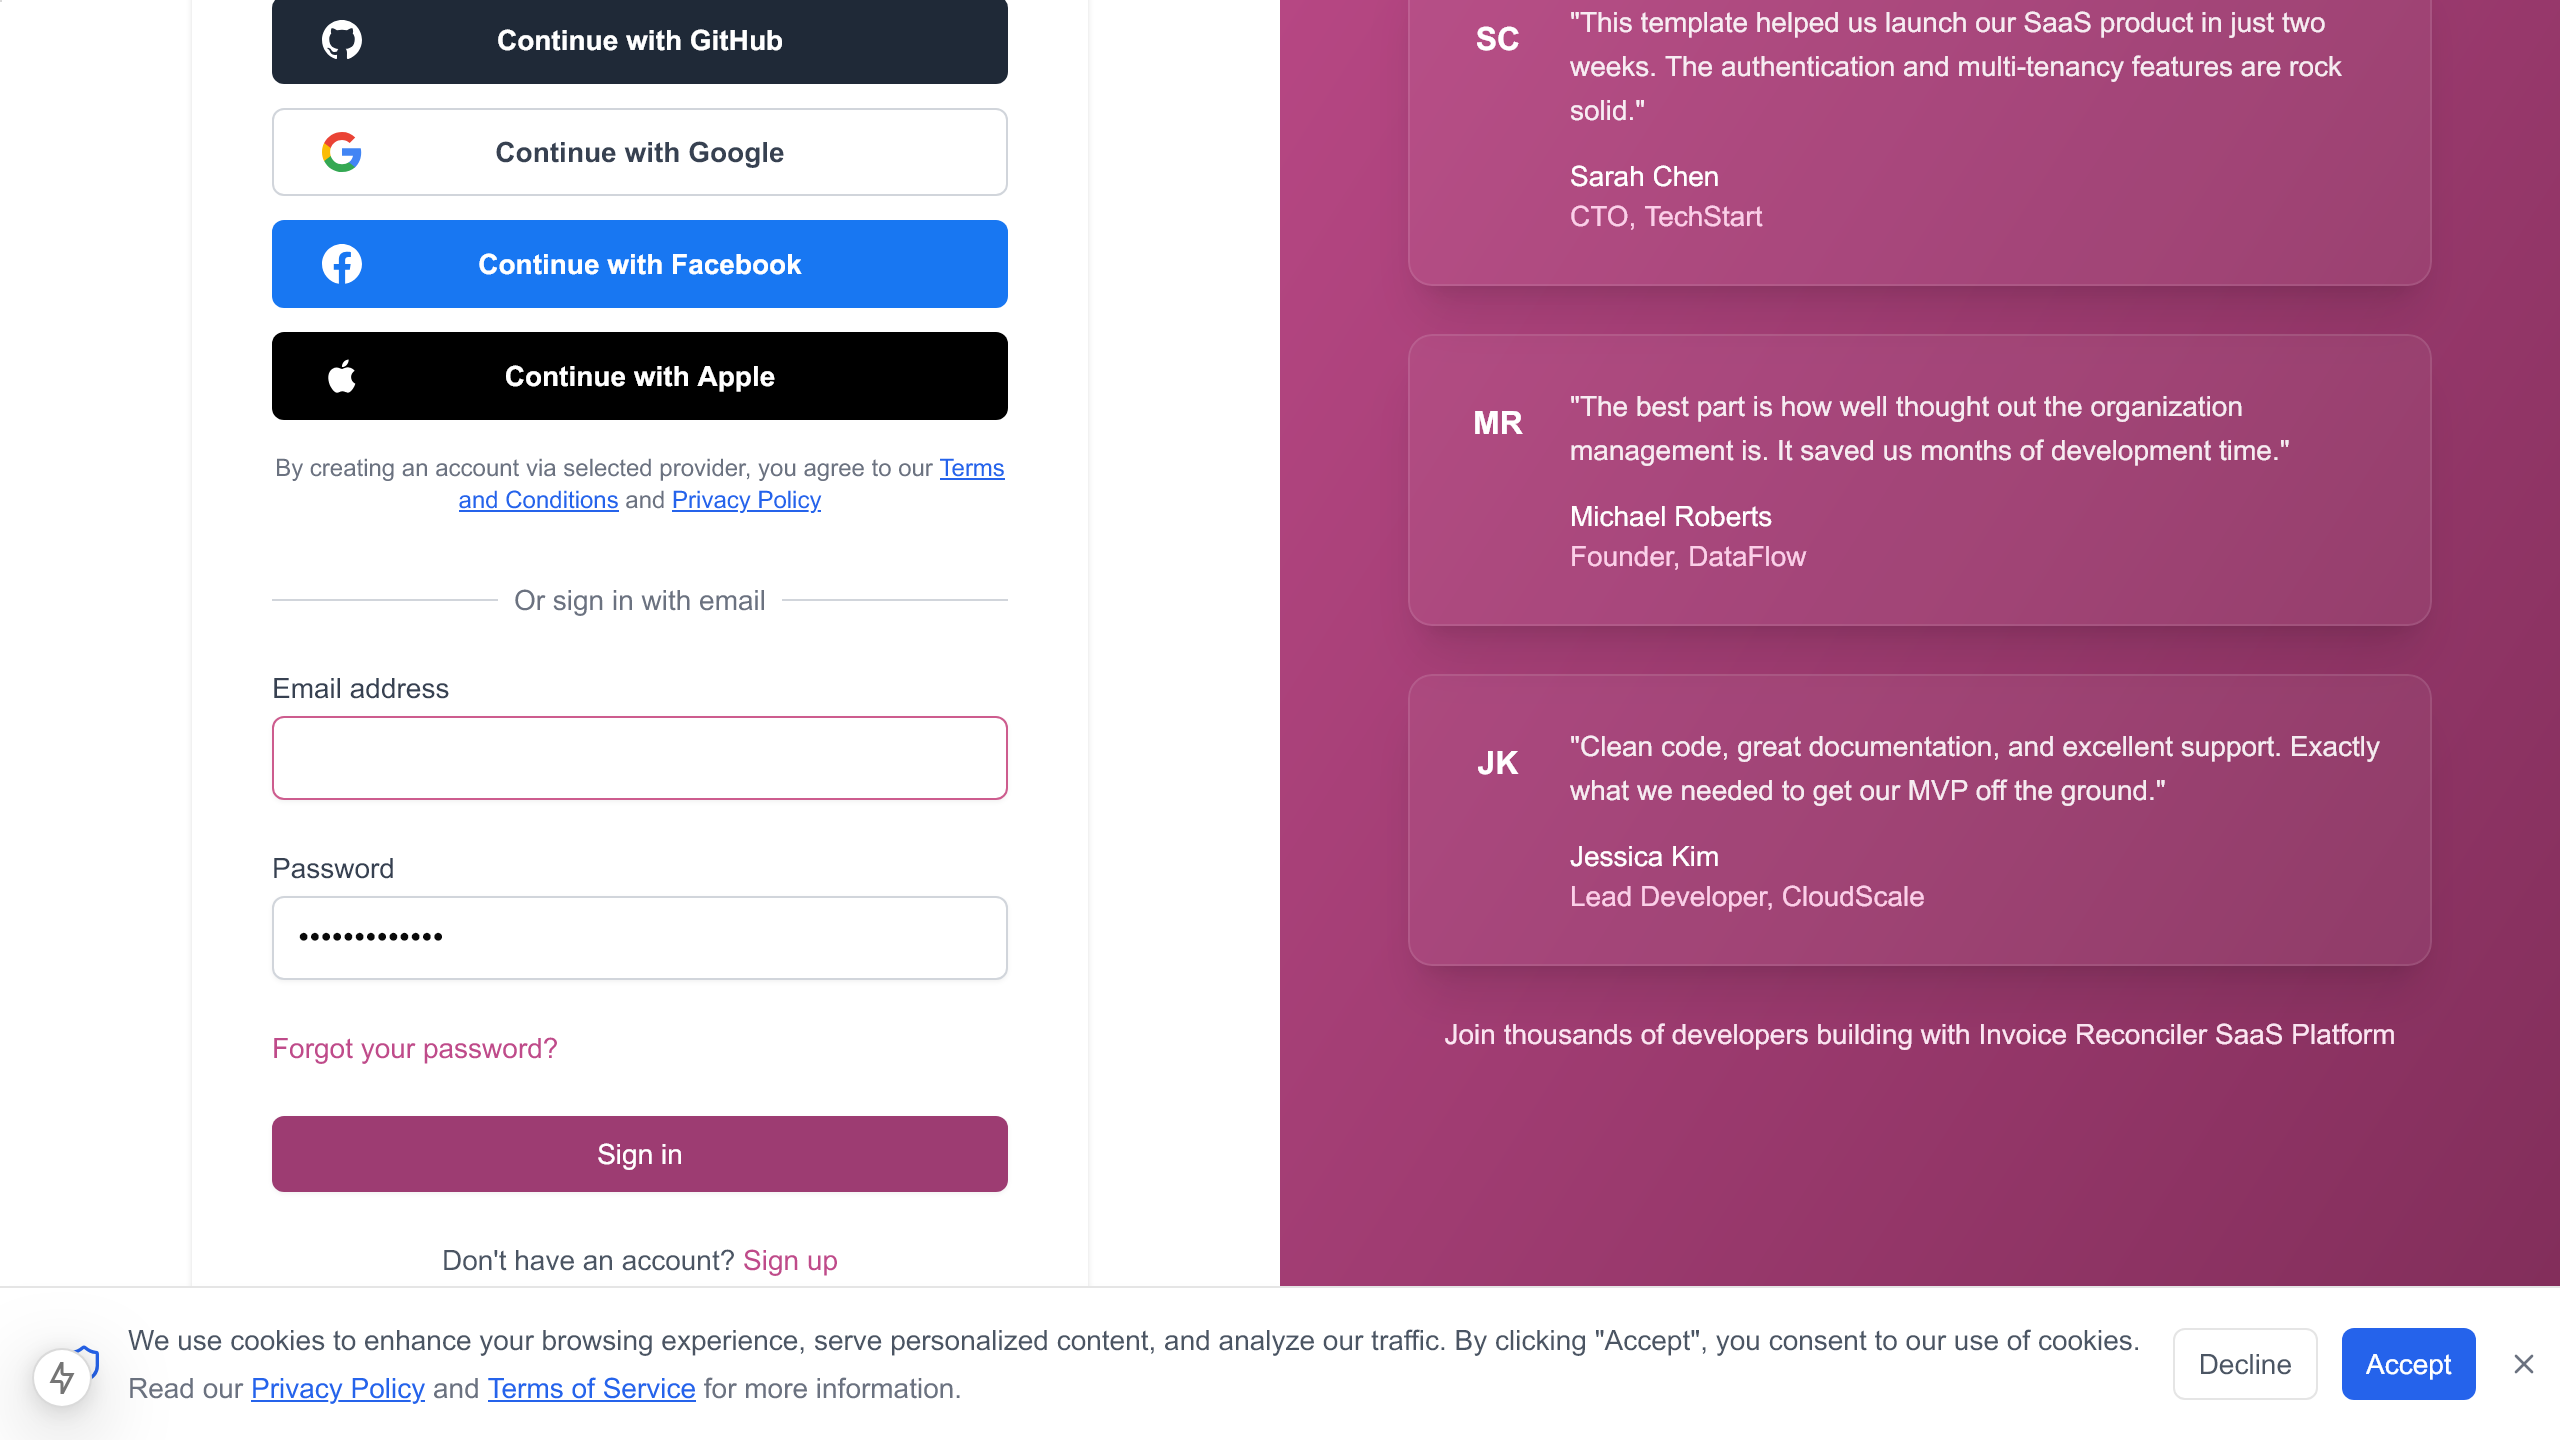 Continue with GitHub
Continue with Google
Continue with Facebook
Continue with Apple
By creating an account via selected provider, you agree to our Terms
and Conditions and Privacy Policy
Or sign in with email
Email address
Password
•••••••••••••
Forgot your password?
Sign in
Don't have an account? Sign up
SC
"This template helped us launch our SaaS product in just two
weeks. The authentication and multi-tenancy features are rock
solid."
Sarah Chen
CTO, TechStart
MR
"The best part is how well thought out the organization
management is. It saved us months of development time."
Michael Roberts
Founder, DataFlow
JK
"Clean code, great documentation, and excellent support. Exactly
what we needed to get our MVP off the ground."
Jessica Kim
Lead Developer, CloudScale
Join thousands of developers building with Invoice Reconciler SaaS Platform
We use cookies to enhance your browsing experience, serve personalized content, and analyze our traffic. By clicking "Accept", you consent to our use of cookies.
Read our Privacy Policy and Terms of Service for more information.
Decline
Accept